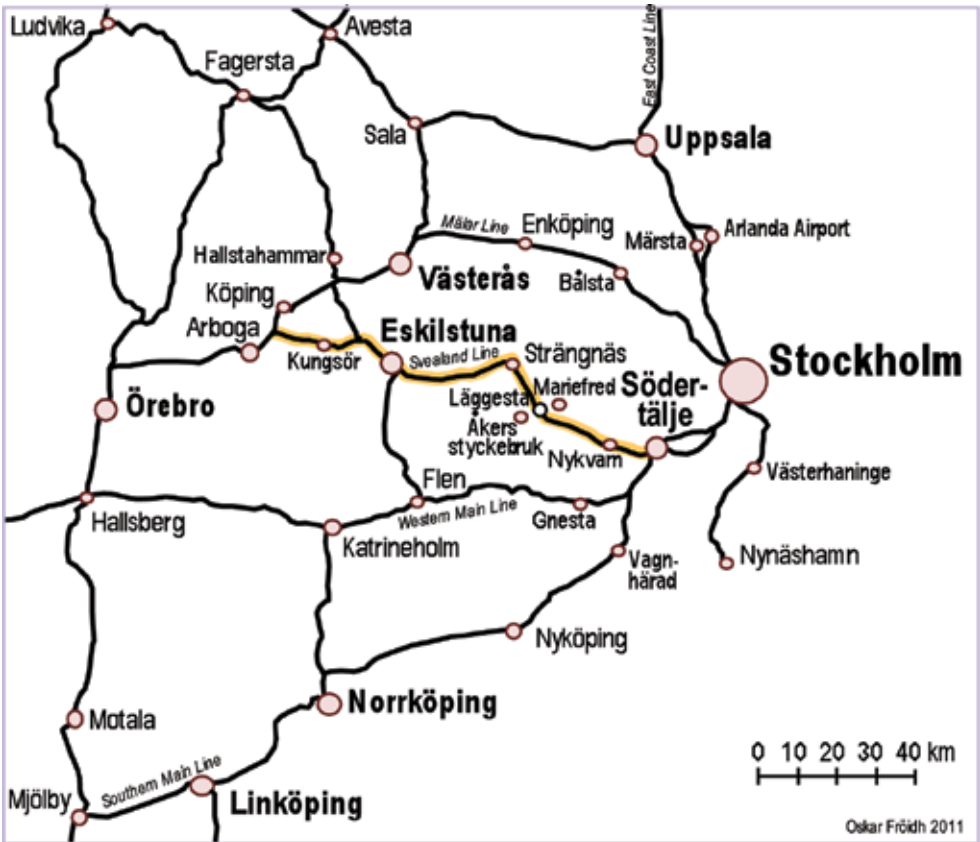 Ludvika
Avesta
Fagersta
East Coast Line
Sala
Uppsala
Mälar Line
Enköping
Arlanda Airport
Märsta
Hallstahammar
Västerås
Bålsta
Köping
Arboga
Eskilstuna
Kungsör
Svealand Line
Strängnäs
Stockholm
Mariefred
Söder-
tälje
Läggesta
Örebro
Åkers
styckebruk
Nykvarn
Flen
Västerhaninge
Western Main Line
Gnesta
Hallsberg
Katrineholm
Vagn-
härad
Nynäshamn
Nyköping
Norrköping
Motala
0 10 20 30 40 km
Southern Main Line
Mjölby
Linköping
Oskar Fröidh 2011